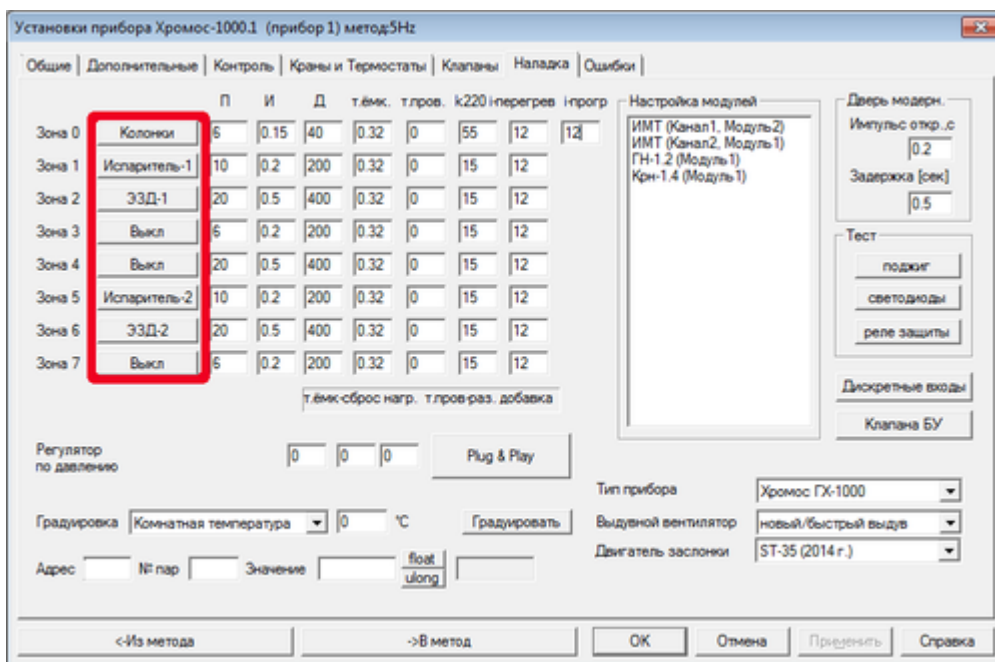 Установки прибора Хромос-1000.1 (прибор 1) метод:5Hz
Общие Дополнительные Контроль Краны и Термостаты Клапаны Наладка Ошибки
П И Д т.ёмк. т.пров. k220 i-перегрев i-прогр
Зона 0 Колонки 6 0.15 40 0.32 0 55 12 12
Зона 1 Испаритель-1 10 0.2 200 0.32 0 15 12
Зона 2 ЭЗД-1 20 0.5 400 0.32 0 15 12
Зона 3 Выкл 6 0.2 200 0.32 0 15 12
Зона 4 Выкл 20 0.5 400 0.32 0 15 12
Зона 5 Испаритель-2 10 0.2 200 0.32 0 15 12
Зона 6 ЭЗД-2 20 0.5 400 0.32 0 15 12
Зона 7 Выкл 6 0.2 200 0.32 0 15 12
т.ёмк-сброс нагр. т.пров-раз. добавка
Регулятор
по давлению
0 0 0 Plug & Play
Градуировка Комнатная температура 0 °C Градуировать
Адрес № пар Значение float
ulong
Настройка модулей
ИМТ (Канал1, Модуль2)
ИМТ (Канал2, Модуль1)
ГН-1.2 (Модуль1)
Крн-1.4 (Модуль1)
Дверь модерн.
Импульс откр.,с
0.2
Задержка [сек]
0.5
Тест
поджиг
светодиоды
реле защиты
Дискретные входы
Клапана БУ
Тип прибора Хромос ГХ-1000
Выдувной вентилятор новый/быстрый выдув
Двигатель заслонки ST-35 (2014 г.)
<-Из метода ->В метод OK Отмена Применить Справка